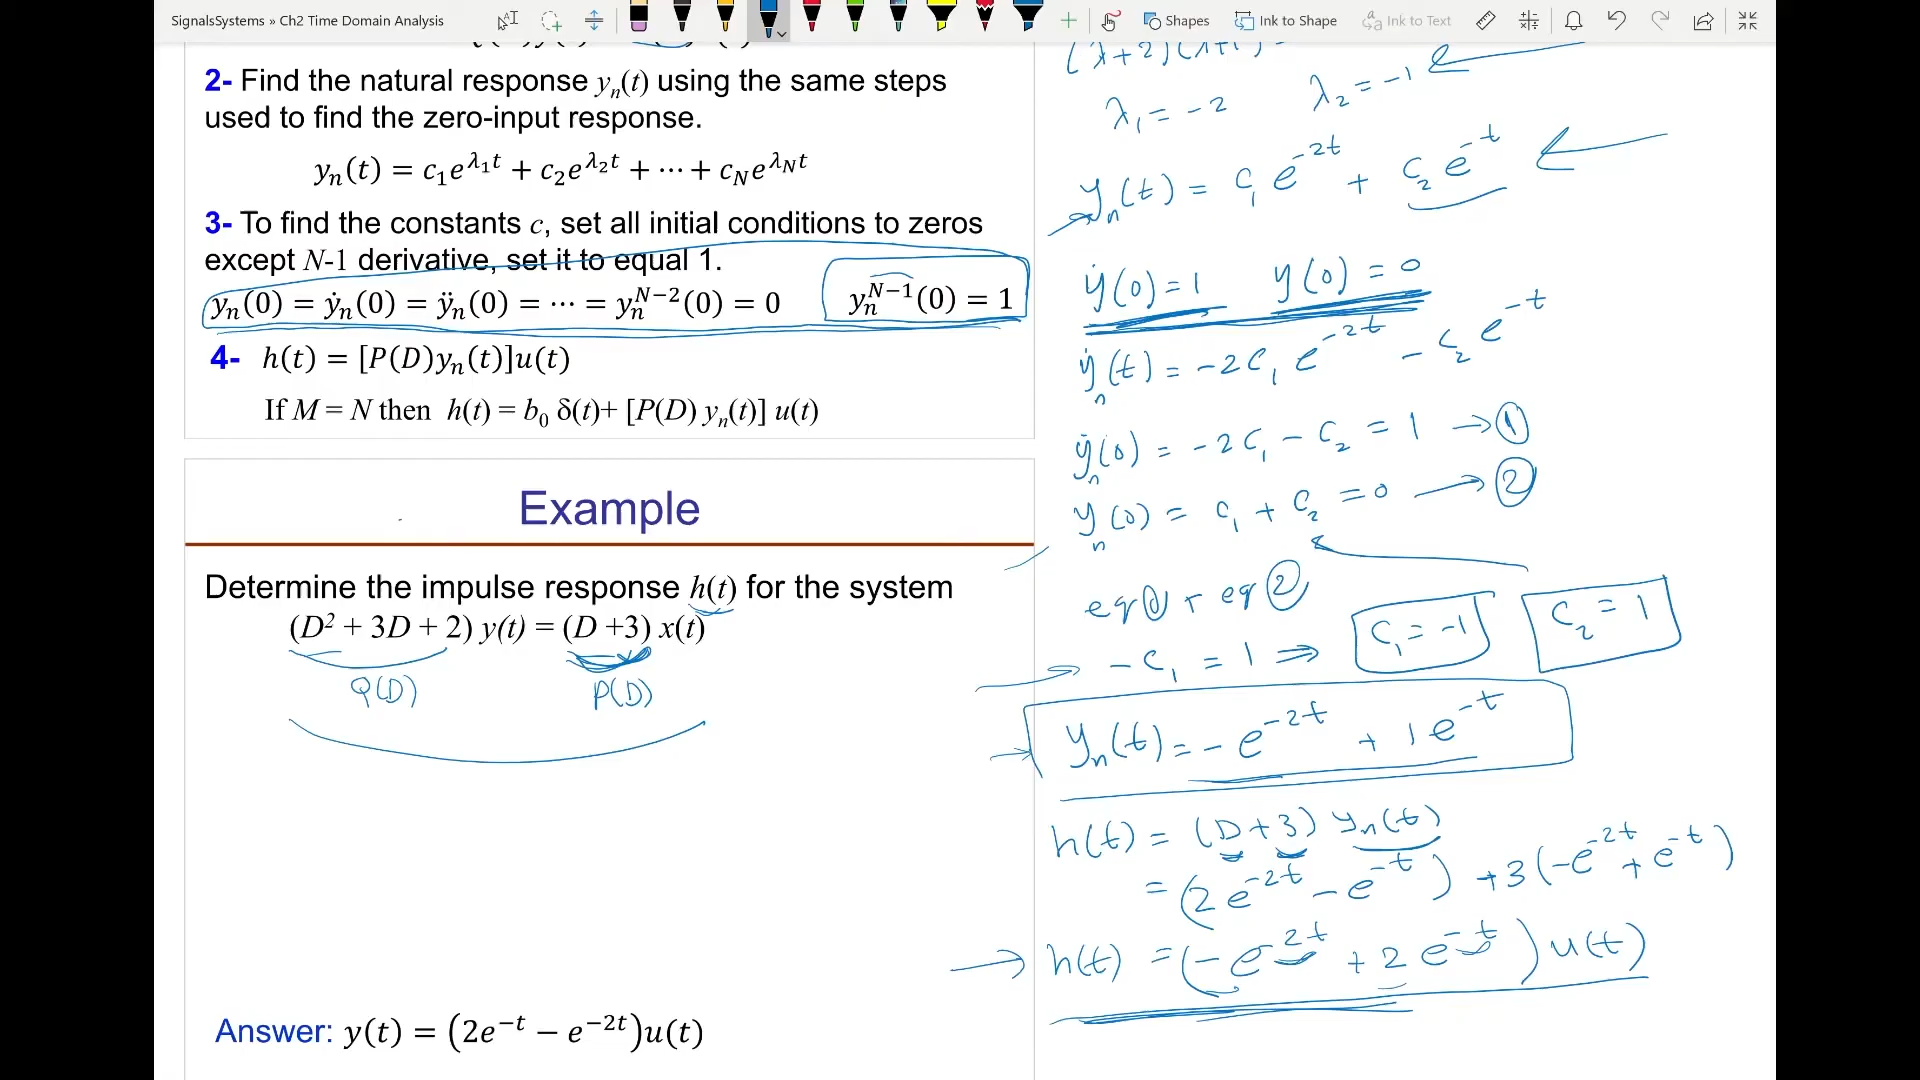 SignalsSystems » Ch2 Time Domain Analysis
Shapes
Ink to Shape
Ink to Text
2- Find the natural response yₙ(t) using the same steps
used to find the zero-input response.
yₙ(t) = c₁e^{λ₁t} + c₂e^{λ₂t} + ⋯ + c_N e^{λ_N t}
3- To find the constants c, set all initial conditions to zeros
except N-1 derivative, set it to equal 1.
yₙ(0) = ẏₙ(0) = ÿₙ(0) = ⋯ = yₙ^{N−2}(0) = 0    yₙ^{N−1}(0) = 1
4- h(t) = [P(D)yₙ(t)]u(t)
If M = N then h(t) = b₀ δ(t)+ [P(D) yₙ(t)] u(t)
Example
Determine the impulse response h(t) for the system
(D² + 3D + 2) y(t) = (D +3) x(t)
Q(D)    P(D)
Answer: y(t) = (2e^{−t} − e^{−2t})u(t)
λ₁ = -2    λ₂ = -1
yₙ(t) = c₁ e^{-2t} + c₂ e^{-t}
ẏ(0) = 1    y(0) = 0
ẏₙ(t) = -2c₁ e^{-2t} - c₂ e^{-t}
ẏₙ(0) = -2c₁ - c₂ = 1 → ①
yₙ(0) = c₁ + c₂ = 0 → ②
eq① + eq②
-c₁ = 1 ⇒ c₁ = -1    c₂ = 1
yₙ(t) = -e^{-2t} + 1e^{-t}
h(t) = (D+3) yₙ(t)
= (2e^{-2t} - e^{-t}) + 3(-e^{-2t} + e^{-t})
h(t) = (-e^{-2t} + 2e^{-t}) u(t)